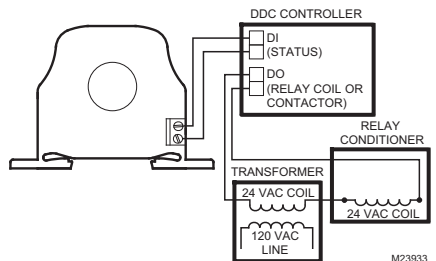 DDC CONTROLLER
DI
(STATUS)
DO
(RELAY COIL OR
CONTACTOR)
RELAY
CONDITIONER
TRANSFORMER
24 VAC COIL
24 VAC COIL
120 VAC
LINE
M23933